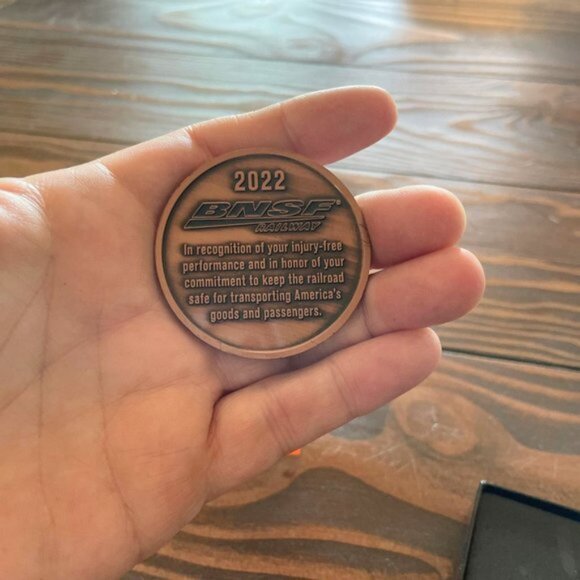 2022
BNSF®
RAILWAY
In recognition of your injury-free
performance and in honor of your
commitment to keep the railroad
safe for transporting America's
goods and passengers.